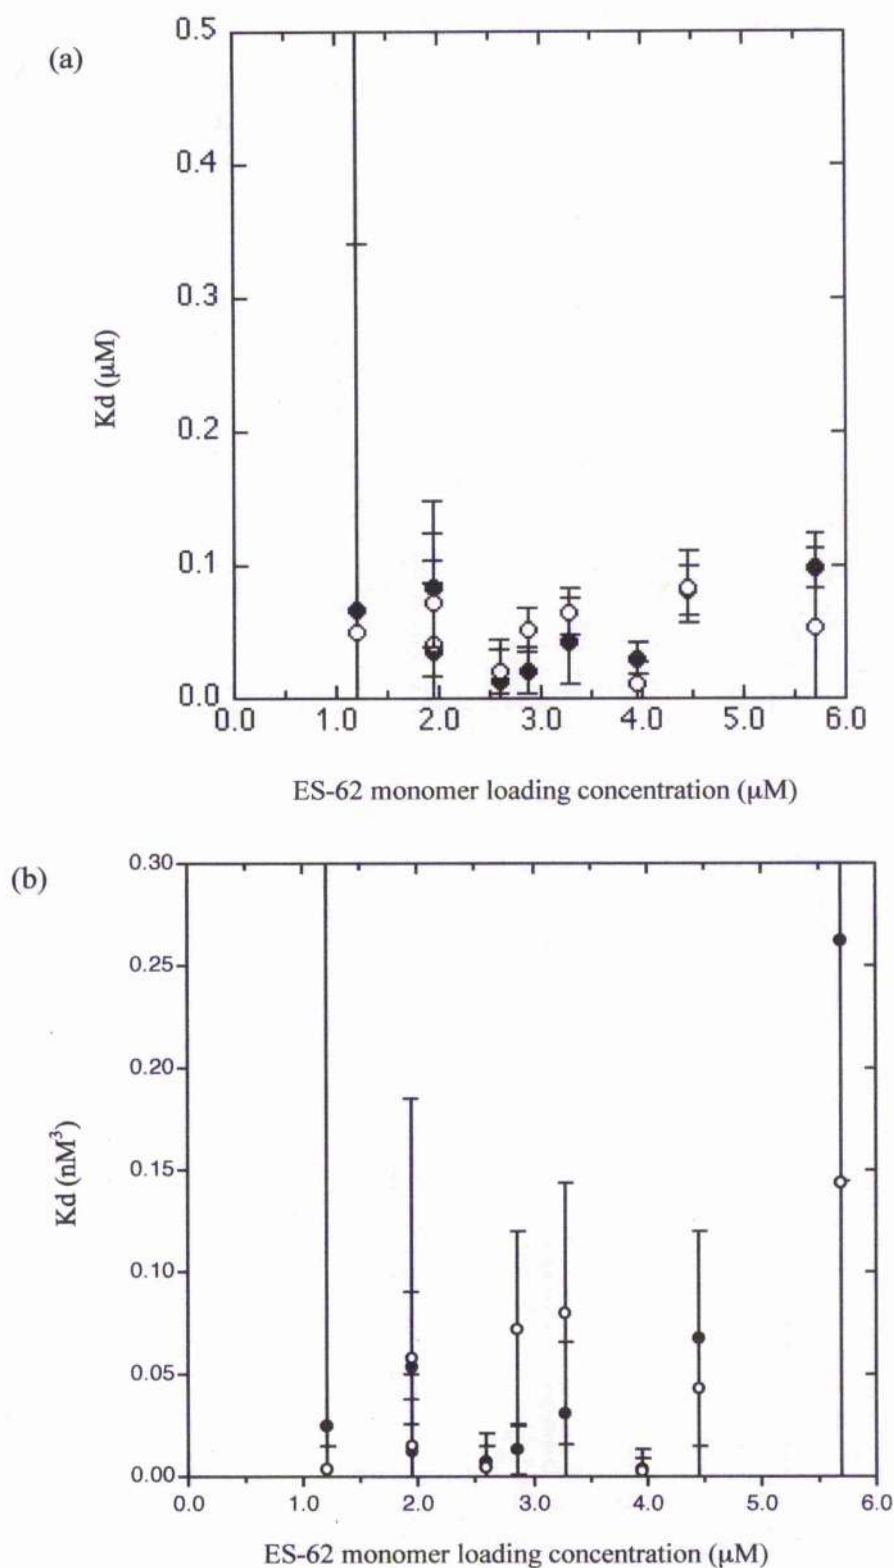 (a)
0.5
0.4
0.3
0.2
0.1
0.0
Kd (μM)
0.0 1.0 2.0 3.0 4.0 5.0 6.0
ES-62 monomer loading concentration (μM)
(b)
0.30
0.25
0.20
0.15
0.10
0.05
0.00
Kd (nM³)
0.0 1.0 2.0 3.0 4.0 5.0 6.0
ES-62 monomer loading concentration (μM)